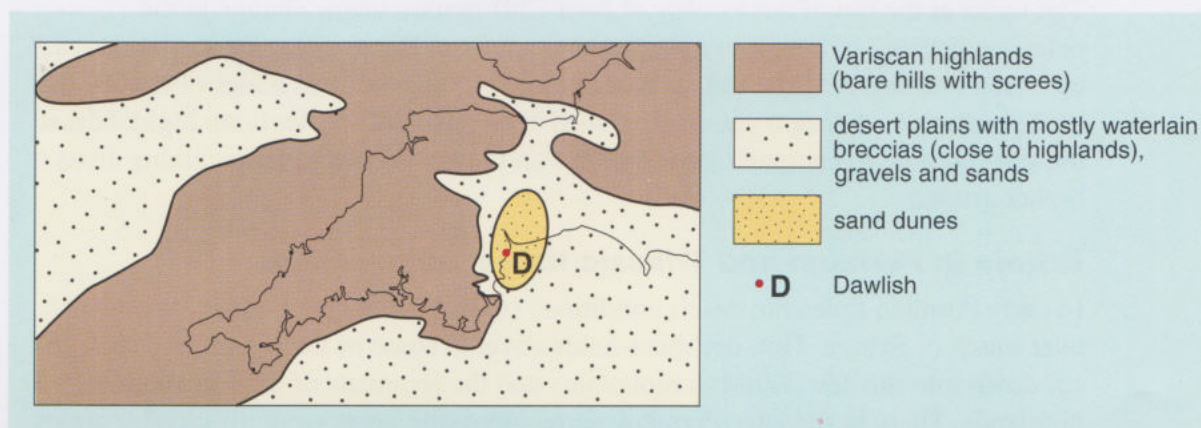 D
Variscan highlands
(bare hills with screes)
desert plains with mostly waterlain
breccias (close to highlands),
gravels and sands
sand dunes
D Dawlish